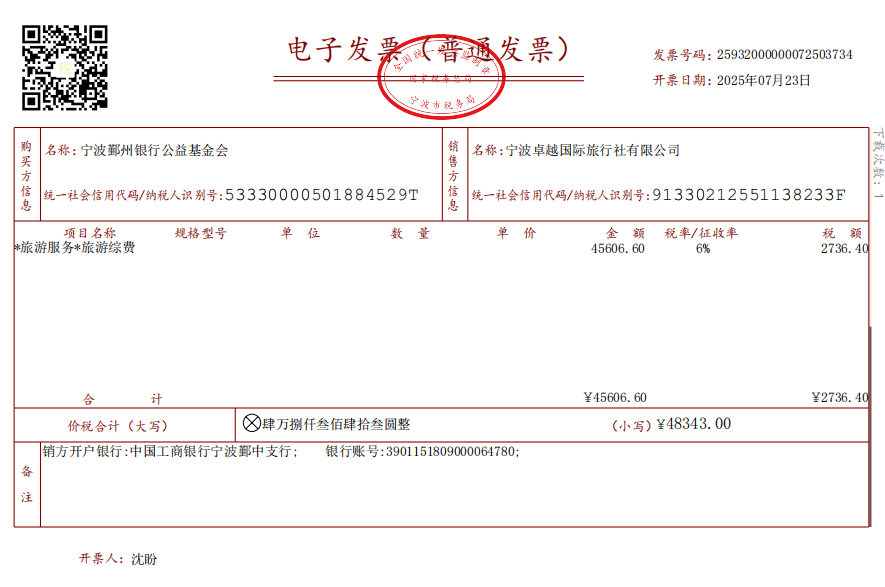 电子发票（普通发票）
全国统一发票监制章
国家税务总局
宁波市税务局
发票号码：25932000000072503734
开票日期：2025年07月23日
下载次数：1
购买方信息
名称：宁波鄞州银行公益基金会
统一社会信用代码/纳税人识别号:53330000501884529T
销售方信息
名称：宁波卓越国际旅行社有限公司
统一社会信用代码/纳税人识别号:91330212551138233F
项目名称 规格型号 单 位 数 量 单 价 金 额 税率/征收率 税 额
*旅游服务*旅游综费 45606.60 6% 2736.40
合 计 ¥45606.60 ¥2736.40
价税合计（大写） 肆万捌仟叁佰肆拾叁圆整 （小写）¥48343.00
备注
销方开户银行:中国工商银行宁波鄞中支行; 银行账号:3901151809000064780;
开票人：沈盼